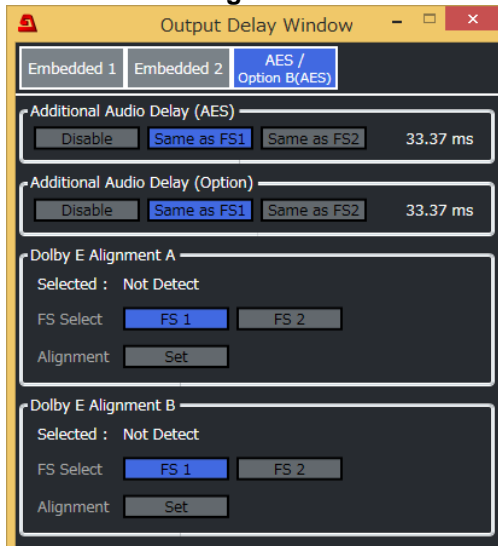 Output Delay Window
Embedded 1 Embedded 2 AES /
Option B(AES)
Additional Audio Delay (AES)
Disable Same as FS1 Same as FS2 33.37 ms
Additional Audio Delay (Option)
Disable Same as FS1 Same as FS2 33.37 ms
Dolby E Alignment A
Selected : Not Detect
FS Select FS 1 FS 2
Alignment Set
Dolby E Alignment B
Selected : Not Detect
FS Select FS 1 FS 2
Alignment Set